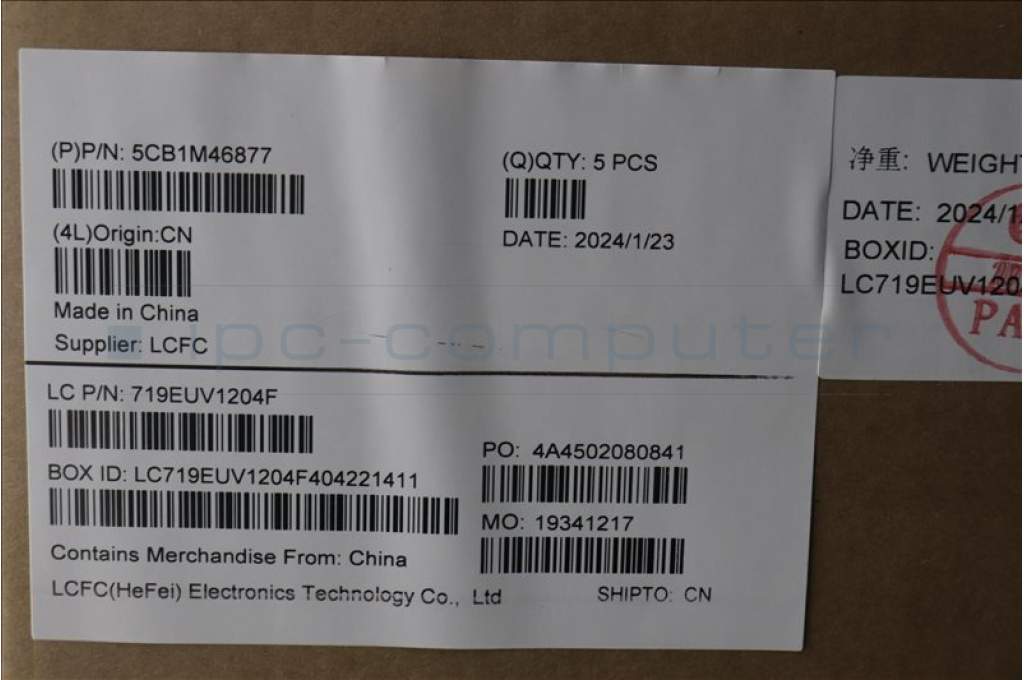 (P)P/N: 5CB1M46877
(Q)QTY: 5 PCS
(4L)Origin:CN
DATE: 2024/1/23
Made in China
Supplier: LCFC
ipc-computer
LC P/N: 719EUV1204F
PO: 4A4502080841
BOX ID: LC719EUV1204F404221411
MO: 19341217
Contains Merchandise From: China
LCFC(HeFei) Electronics Technology Co., Ltd
SHIPTO: CN
净重: WEIGHT
DATE: 2024/1
BOXID:
LC719EUV120
PA